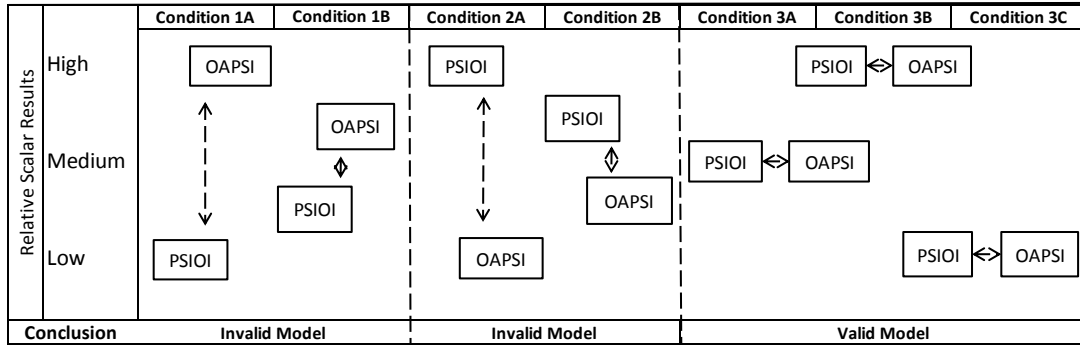 Condition 1A Condition 1B Condition 2A Condition 2B Condition 3A Condition 3B Condition 3C
Relative Scalar Results
High
OAPSI
PSIOI
PSIOI
OAPSI
OAPSI
PSIOI
Medium
PSIOI
OAPSI
PSIOI
OAPSI
Low
PSIOI
OAPSI
PSIOI
OAPSI
Conclusion Invalid Model Invalid Model Valid Model